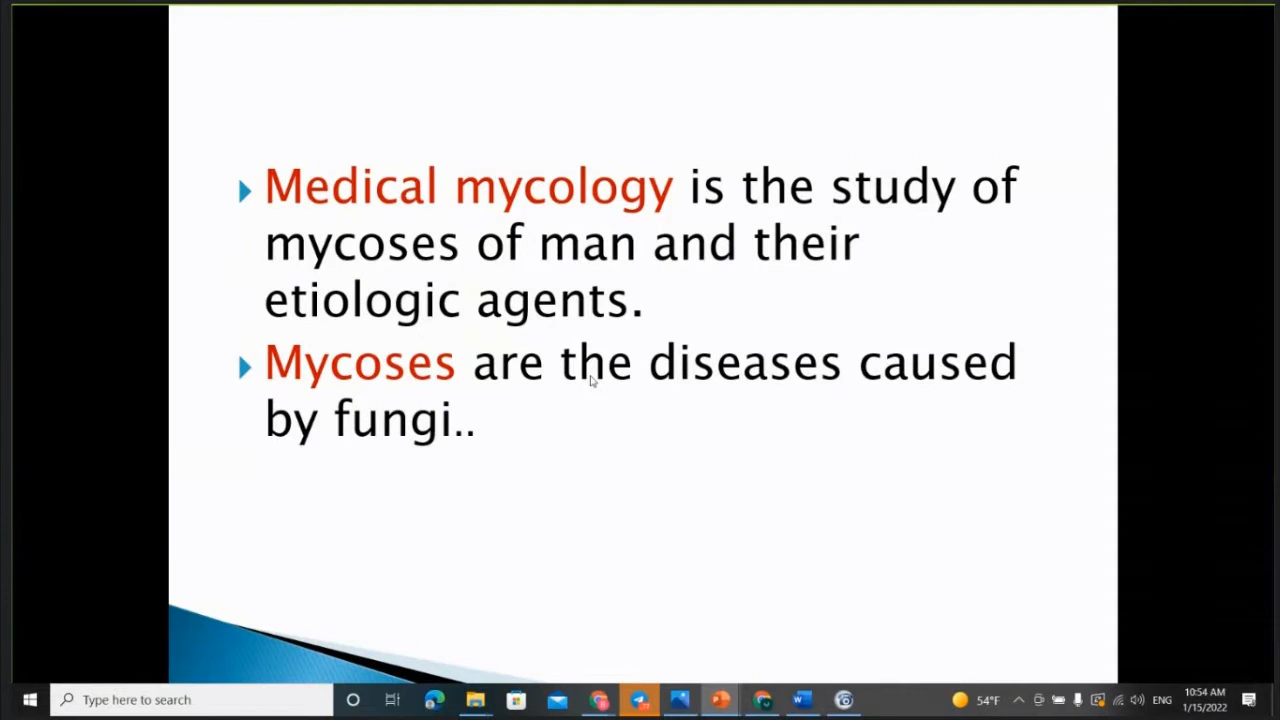 Medical mycology is the study of
mycoses of man and their
etiologic agents.
Mycoses are the diseases caused
by fungi..
Type here to search
54°F
ENG
10:54 AM
1/15/2022